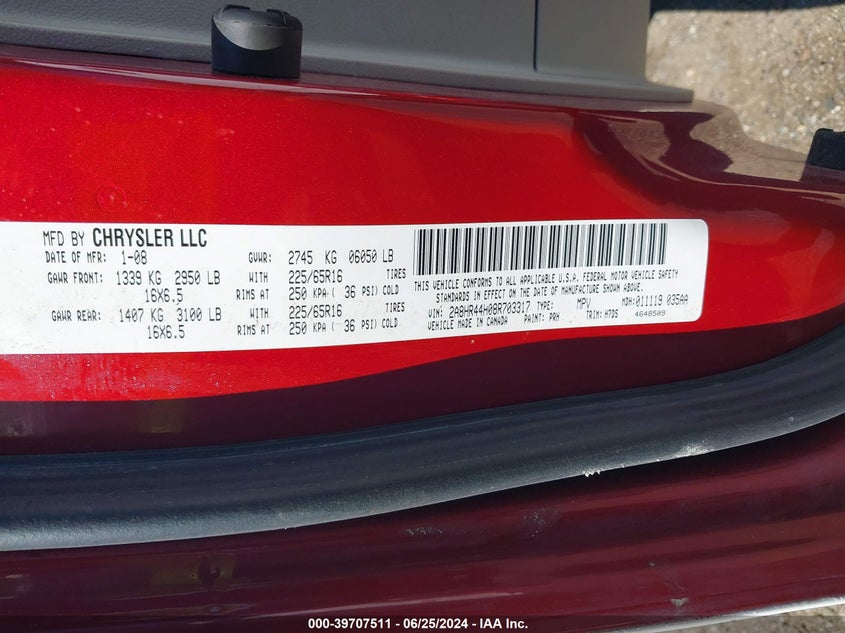 MFD BY CHRYSLER LLC
DATE OF MFR: 1-08 GVWR: 2745 KG 06050 LB
GAWR FRONT: 1339 KG 2950 LB WITH 225/65R16 TIRES
16X6.5 RIMS AT 250 KPA ( 36 PSI) COLD
GAWR REAR: 1407 KG 3100 LB WITH 225/65R16 TIRES
16X6.5 RIMS AT 250 KPA ( 36 PSI) COLD
THIS VEHICLE CONFORMS TO ALL APPLICABLE U.S.A. FEDERAL MOTOR VEHICLE SAFETY
STANDARDS IN EFFECT ON THE DATE OF MANUFACTURE SHOWN ABOVE.
VIN: 2A8HR44H08R703317 TYPE: MPV MDH: 011119 035AA
VEHICLE MADE IN CANADA PAINT: PRH TRIM: H7DS 4648509
000-39707511 - 06/25/2024 - IAA Inc.